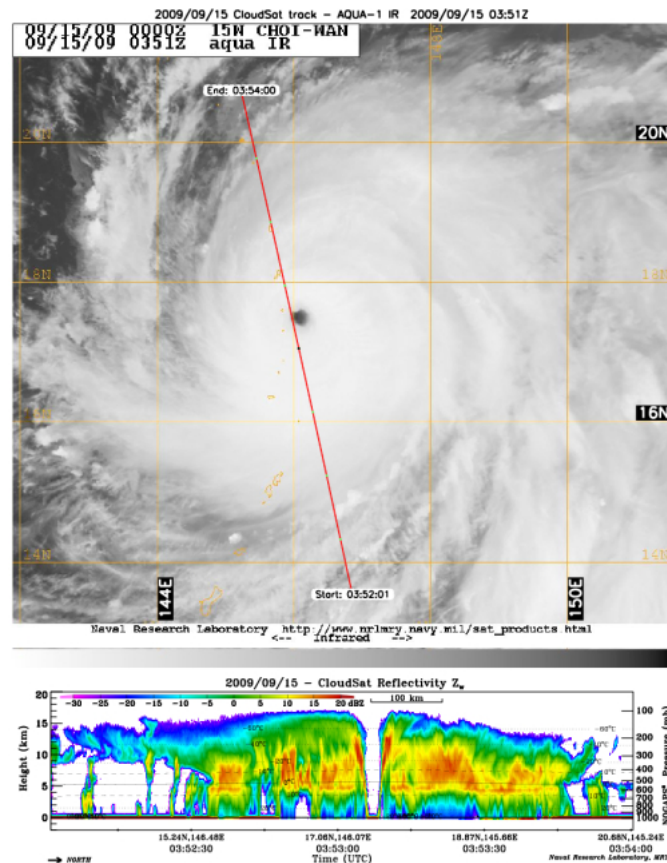 2009/09/15 CloudSat track - AQUA-1 IR 2009/09/15 03:51Z
09/15/09 0000Z 15W CHOI-WAN
09/15/09 0351Z aqua IR
148E
End: 03:54:00
20N
20N
18N
18N
16N
14N
14N
144E
150E
Start: 03:52:01
Naval Research Laboratory http://www.nrlmry.navy.mil/sat_products.html
<-- Infrared -->
2009/09/15 - CloudSat Reflectivity Zw
-30 -25 -20 -15 -10 -5 0 5 10 15 20 dBZ
100 km
Height (km)
20
15
10
5
0
100
200
300
400
500
600
700
800
1000
Pressure (mb)
15.24N,146.48E 17.06N,146.07E 18.87N,145.66E 20.68N,145.24E
03:52:30 03:53:00 03:53:30 03:54:00
NORTH
Time (UTC)
Naval Research Laboratory,